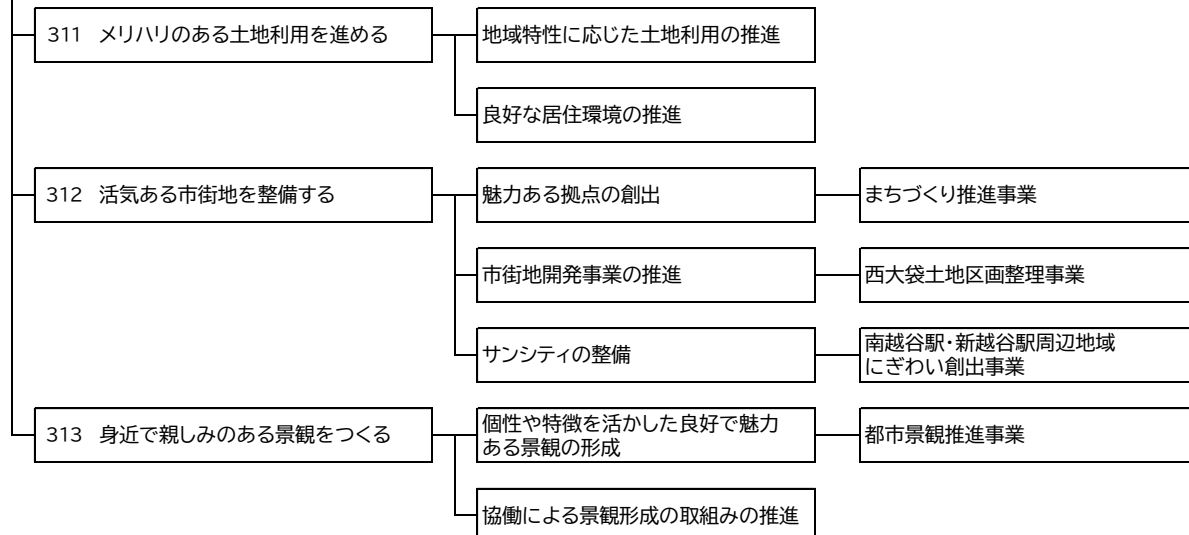 311 メリハリのある土地利用を進める
地域特性に応じた土地利用の推進
良好な居住環境の推進
312 活気ある市街地を整備する
魅力ある拠点の創出
まちづくり推進事業
市街地開発事業の推進
西大袋土地区画整理事業
サンシティの整備
南越谷駅・新越谷駅周辺地域
にぎわい創出事業
313 身近で親しみのある景観をつくる
個性や特徴を活かした良好で魅力
ある景観の形成
都市景観推進事業
協働による景観形成の取組みの推進